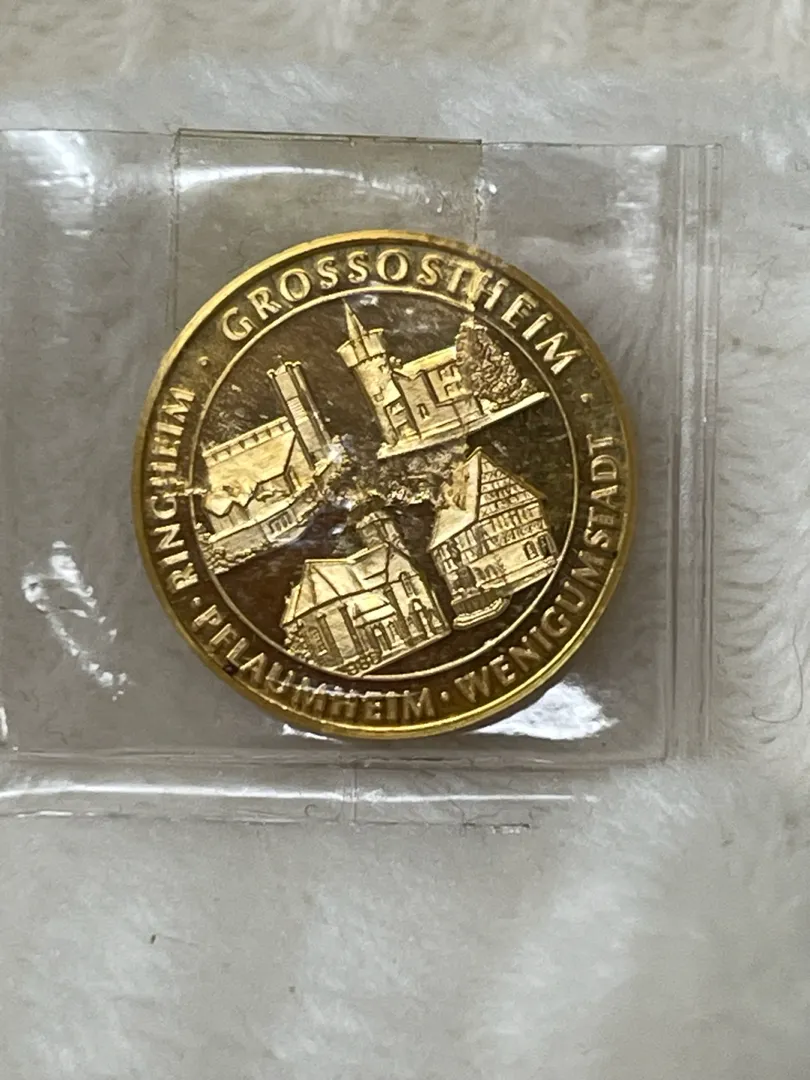 GROSSOSTHEIM ·
WENIGUMSTADT ·
PFLAUMHEIM ·
RINGHEIM ·